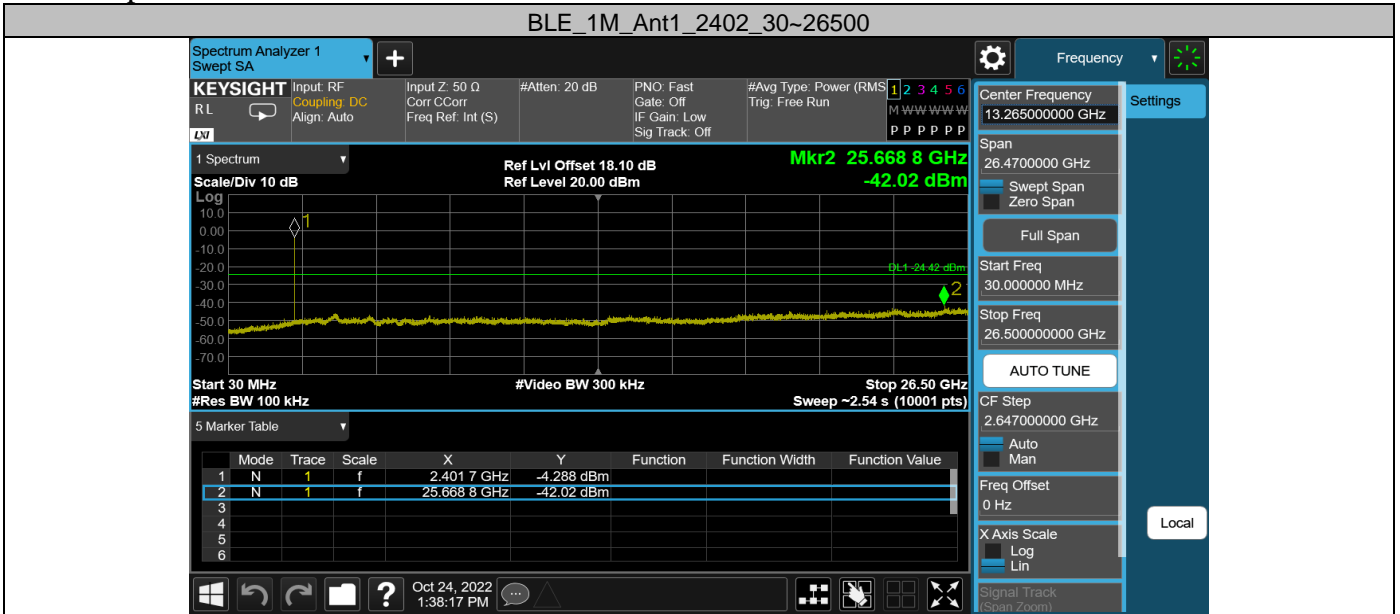 BLE_1M_Ant1_2402_30~26500
Spectrum Analyzer 1
Swept SA
+
Frequency
KEYSIGHT
RL
LXI
Input: RF
Coupling: DC
Align: Auto
Input Z: 50 Ω
Corr CCorr
Freq Ref: Int (S)
#Atten: 20 dB
PNO: Fast
Gate: Off
IF Gain: Low
Sig Track: Off
#Avg Type: Power (RMS
Trig: Free Run
1 2 3 4 5 6
M W W W W W
P P P P P P
1 Spectrum
Scale/Div 10 dB
Ref Lvl Offset 18.10 dB
Ref Level 20.00 dBm
Mkr2 25.668 8 GHz
-42.02 dBm
Log
10.0
0.00
-10.0
-20.0
-30.0
-40.0
-50.0
-60.0
-70.0
1
DL1 -24.42 dBm
2
Start 30 MHz
#Res BW 100 kHz
#Video BW 300 kHz
Stop 26.50 GHz
Sweep ~2.54 s (10001 pts)
5 Marker Table
Mode Trace Scale X Y Function Function Width Function Value
1 N 1 f 2.401 7 GHz -4.288 dBm
2 N 1 f 25.668 8 GHz -42.02 dBm
3
4
5
6
Oct 24, 2022
1:38:17 PM
?
Center Frequency
13.265000000 GHz
Settings
Span
26.4700000 GHz
Swept Span
Zero Span
Full Span
Start Freq
30.000000 MHz
Stop Freq
26.500000000 GHz
AUTO TUNE
CF Step
2.647000000 GHz
Auto
Man
Freq Offset
0 Hz
Local
X Axis Scale
Log
Lin
Signal Track
(Span Zoom)